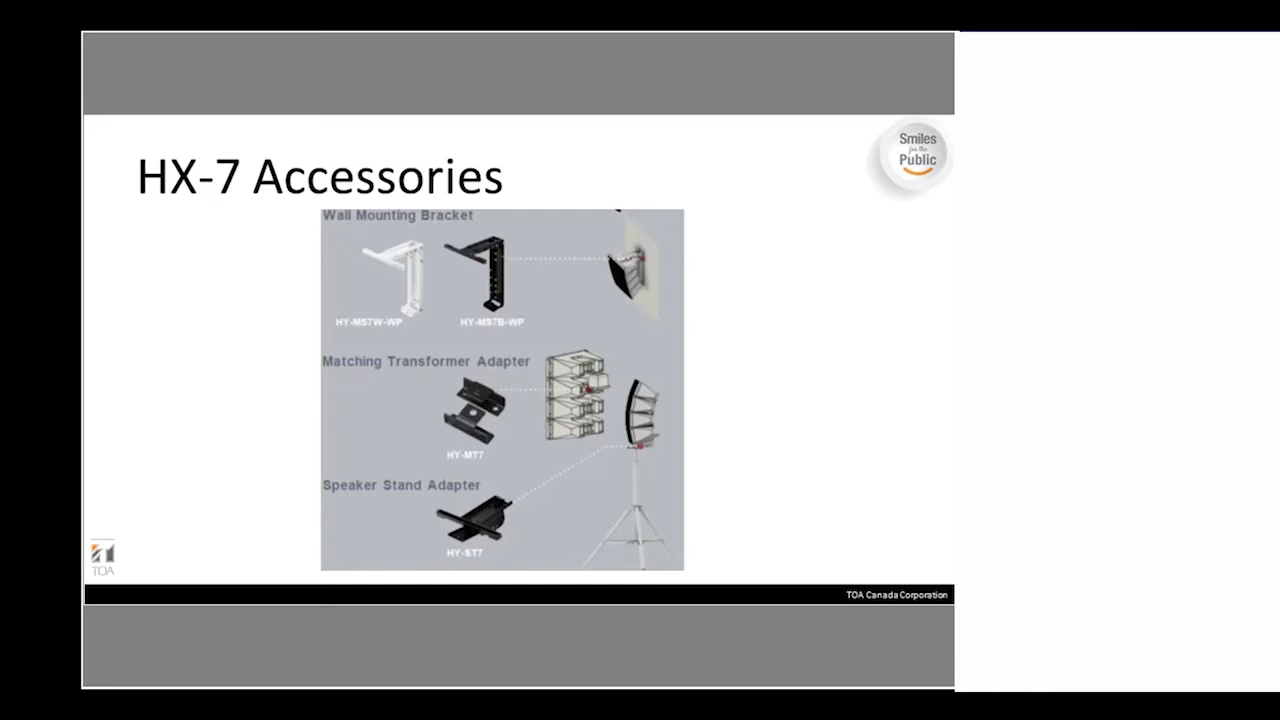 Smiles
for the
Public
HX-7 Accessories
Wall Mounting Bracket
HY-MS7W-WP
HY-MS7B-WP
Matching Transformer Adapter
HY-MT7
Speaker Stand Adapter
HY-ST7
TOA
TOA Canada Corporation